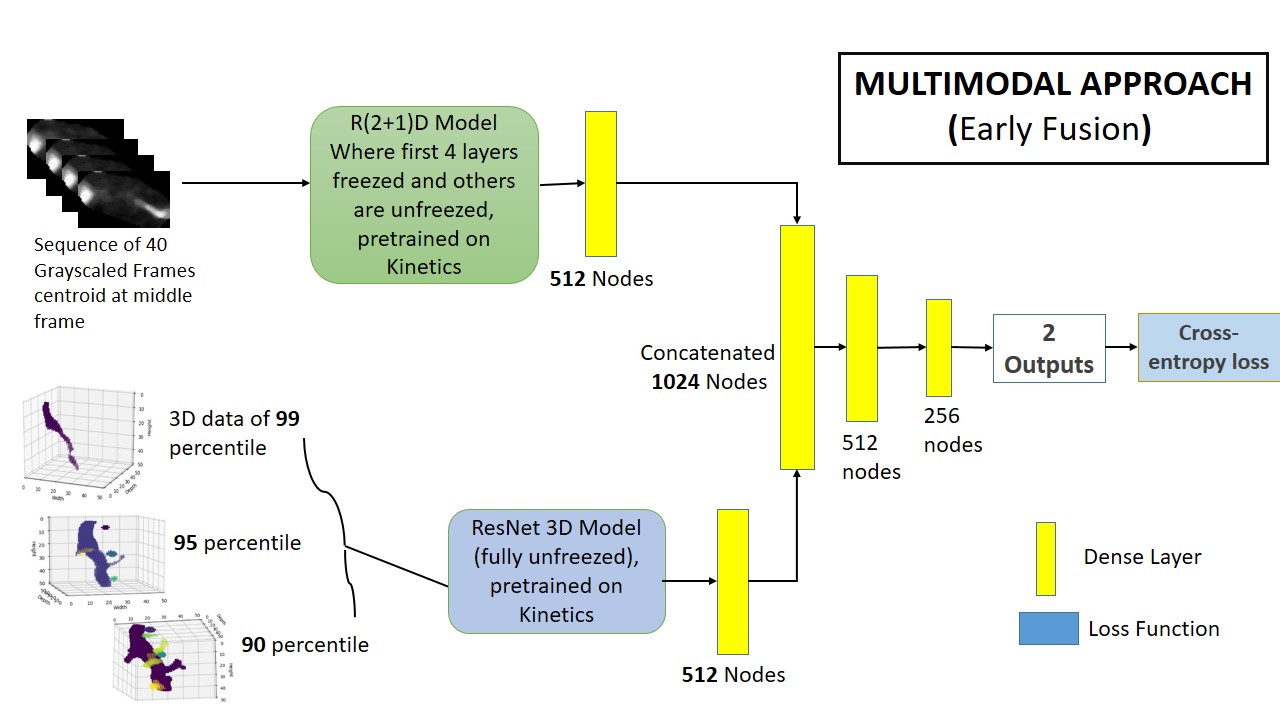 MULTIMODAL APPROACH
(Early Fusion)
R(2+1)D Model
Where first 4 layers
freezed and others
are unfreezed,
pretrained on
Kinetics
512 Nodes
Sequence of 40
Grayscaled Frames
centroid at middle
frame
Concatenated
1024 Nodes
512
nodes
256
nodes
2
Outputs
Cross-
entropy loss
3D data of 99
percentile
95 percentile
90 percentile
ResNet 3D Model
(fully unfreezed),
pretrained on
Kinetics
512 Nodes
Dense Layer
Loss Function